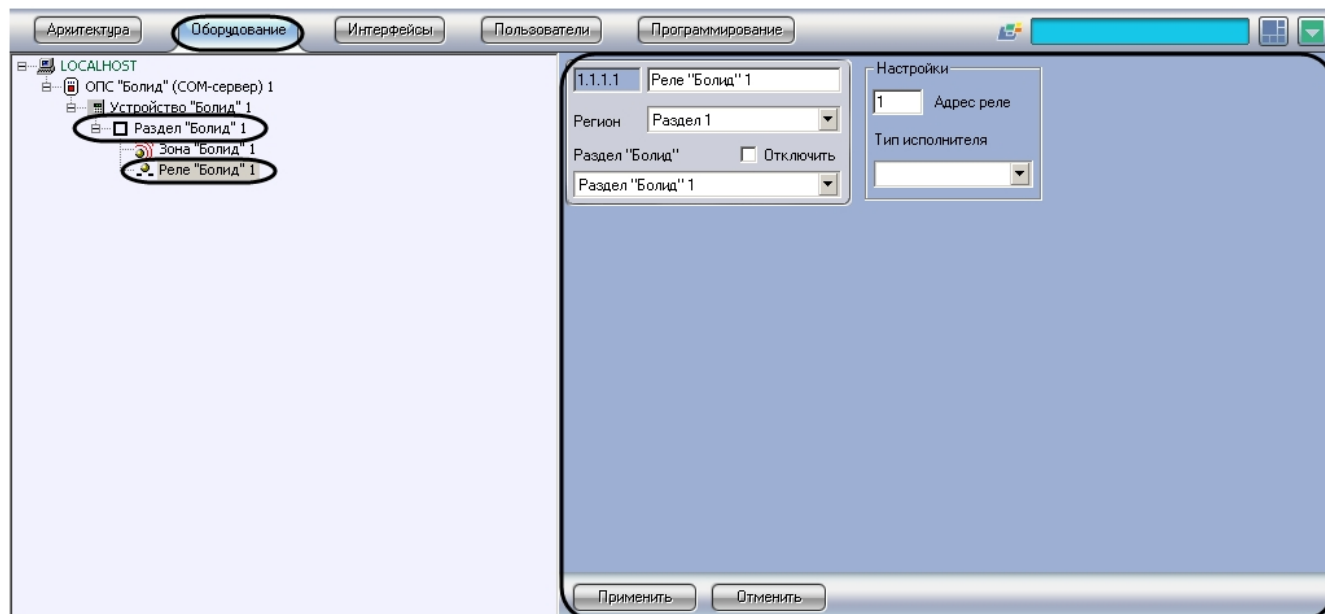 Архитектура Оборудование Интерфейсы Пользователи Программирование
LOCALHOST
ОПС "Болид" (COM-сервер) 1
Устройство "Болид" 1
Раздел "Болид" 1
Зона "Болид" 1
Реле "Болид" 1
1.1.1.1 Реле "Болид" 1
Регион Раздел 1
Раздел "Болид" Отключить
Раздел "Болид" 1
Настройки
1 Адрес реле
Тип исполнителя
Применить Отменить